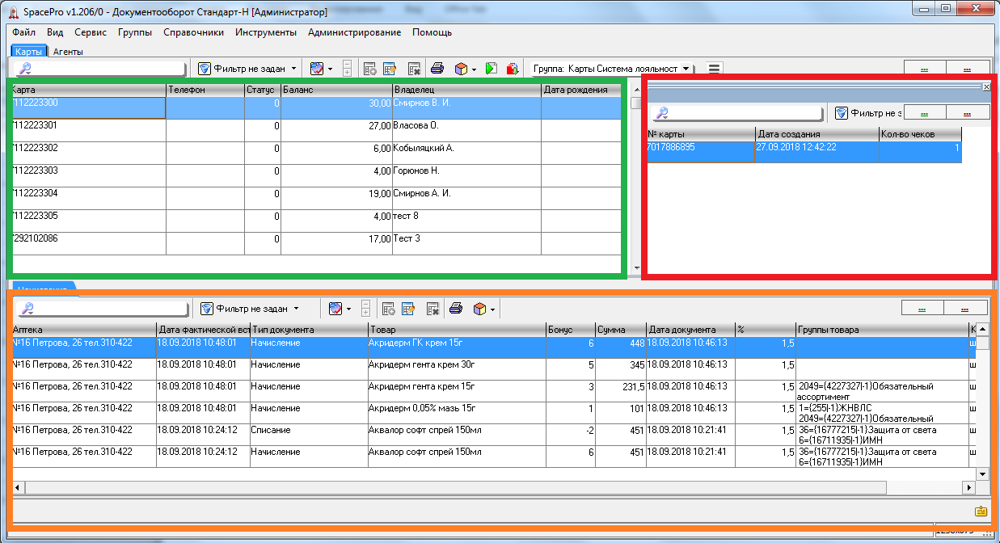 SpacePro v1.206/0 - Документооборот Стандарт-Н [Администратор]
Файл Вид Сервис Группы Справочники Инструменты Администрирование Помощь
Карты Агенты
Фильтр не задан Группа: Карты Система лояльност ... ...
Карта Телефон Статус Баланс Владелец Дата рождения
7112223300 0 30,00 Смирнов В. И.
7112223301 0 27,00 Власова О.
7112223302 0 6,00 Кобыляцкий А.
7112223303 0 4,00 Горюнов Н.
7112223304 0 19,00 Смирнов А. И.
7112223305 0 4,00 тест 8
7292102086 0 17,00 Тест 3
Фильтр не з ... ...
№ карты Дата создания Кол-во чеков
7017886895 27.09.2018 12:42:22 1
Фильтр не задан ... ...
Аптека Дата фактической вст Тип документа Товар Бонус Сумма Дата документа % Группы товара К
№16 Петрова, 26 тел.310-422 18.09.2018 10:48:01 Начисление Акридерм ГК крем 15г 6 448 18.09.2018 10:46:13 1,5 ш
№16 Петрова, 26 тел.310-422 18.09.2018 10:48:01 Начисление Акридерм гента крем 30г 5 345 18.09.2018 10:46:13 1,5 ш
№16 Петрова, 26 тел.310-422 18.09.2018 10:48:01 Начисление Акридерм гента крем 15г 3 231,5 18.09.2018 10:46:13 1,5 2049={4227327|-1}Обязательный ш
ассортимент
№16 Петрова, 26 тел.310-422 18.09.2018 10:48:01 Начисление Акридерм 0,05% мазь 15г 1 101 18.09.2018 10:46:13 1,5 1={255|-1}ЖНВЛС ш
2049={4227327|-1}Обязательный
№16 Петрова, 26 тел.310-422 18.09.2018 10:24:12 Списание Аквалор софт спрей 150мл -2 451 18.09.2018 10:21:41 1,5 36={16777215|-1}Защита от света ш
6={16711935|-1}ИМН
№16 Петрова, 26 тел.310-422 18.09.2018 10:24:12 Начисление Аквалор софт спрей 150мл 6 451 18.09.2018 10:21:41 1,5 36={16777215|-1}Защита от света ш
6={16711935|-1}ИМН